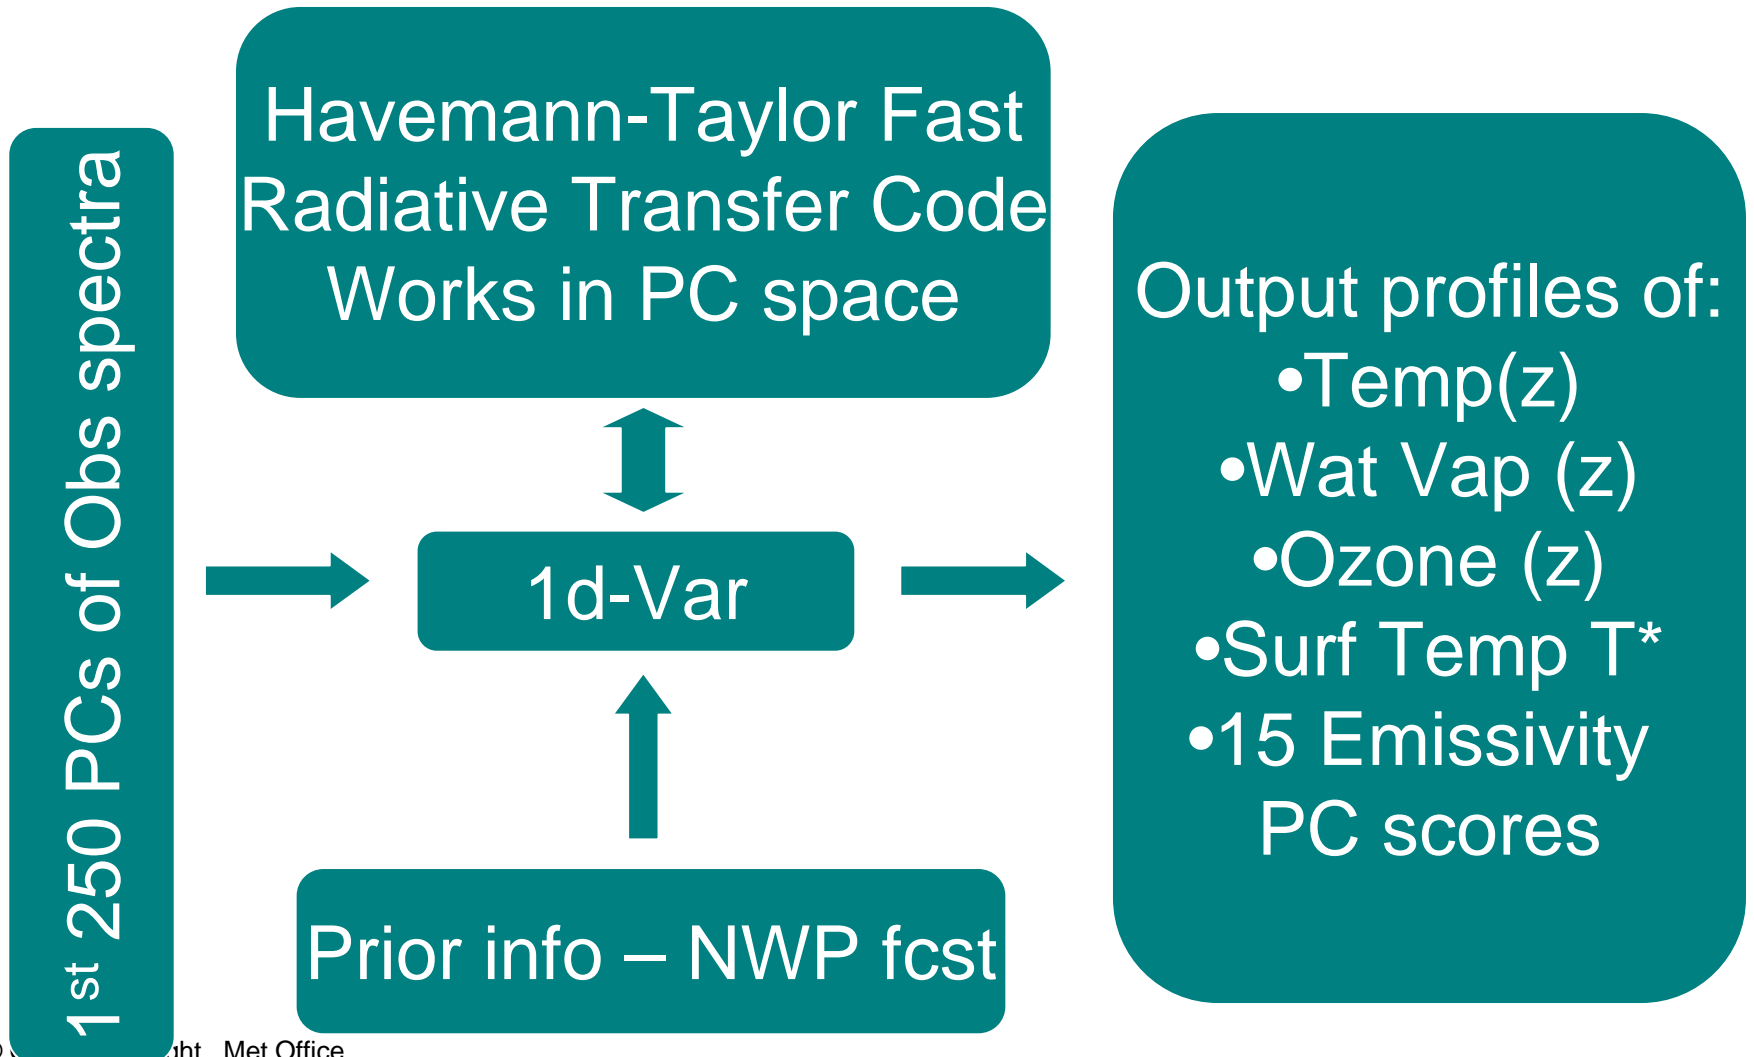 1st 250 PCs of Obs spectra
Havemann-Taylor Fast
Radiative Transfer Code
Works in PC space
1d-Var
Prior info – NWP fcst
Output profiles of:
•Temp(z)
•Wat Vap (z)
•Ozone (z)
•Surf Temp T*
•15 Emissivity
PC scores
Met Office